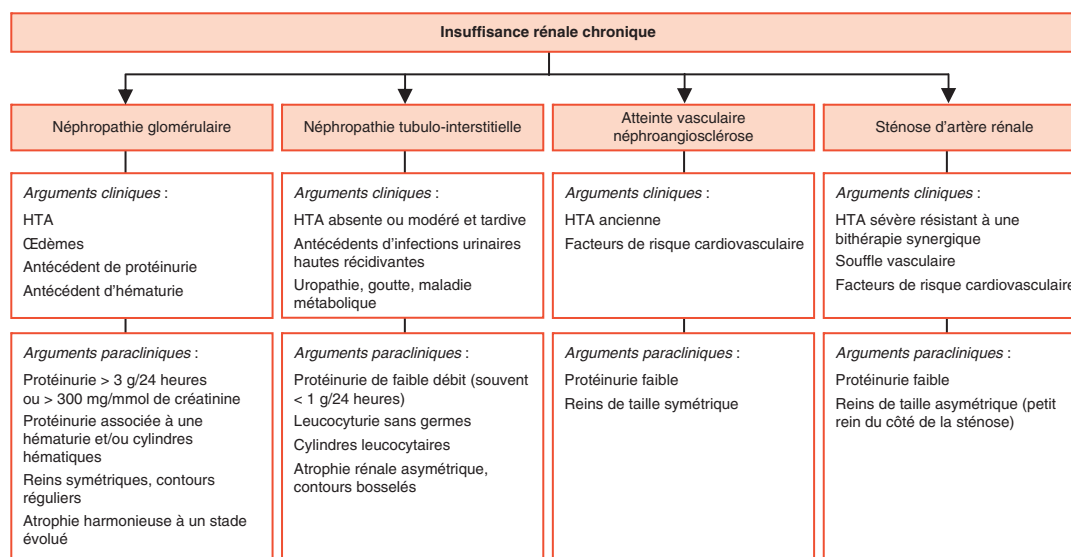 Insuffisance rénale chronique
Néphropathie glomérulaire
Arguments cliniques :
HTA
Œdèmes
Antécédent de protéinurie
Antécédent d'hématurie
Arguments paracliniques :
Protéinurie > 3 g/24 heures
ou > 300 mg/mmol de créatinine
Protéinurie associée à une
hématurie et/ou cylindres
hématiques
Reins symétriques, contours
réguliers
Atrophie harmonieuse à un stade
évolué
Néphropathie tubulo-interstitielle
Arguments cliniques :
HTA absente ou modéré et tardive
Antécédents d'infections urinaires
hautes récidivantes
Uropathie, goutte, maladie
métabolique
Arguments paracliniques :
Protéinurie de faible débit (souvent
< 1 g/24 heures)
Leucocyturie sans germes
Cylindres leucocytaires
Atrophie rénale asymétrique,
contours bosselés
Atteinte vasculaire
néphroangiosclérose
Arguments cliniques :
HTA ancienne
Facteurs de risque cardiovasculaire
Arguments paracliniques :
Protéinurie faible
Reins de taille symétrique
Sténose d'artère rénale
Arguments cliniques :
HTA sévère résistant à une
bithérapie synergique
Souffle vasculaire
Facteurs de risque cardiovasculaire
Arguments paracliniques :
Protéinurie faible
Reins de taille asymétrique (petit
rein du côté de la sténose)